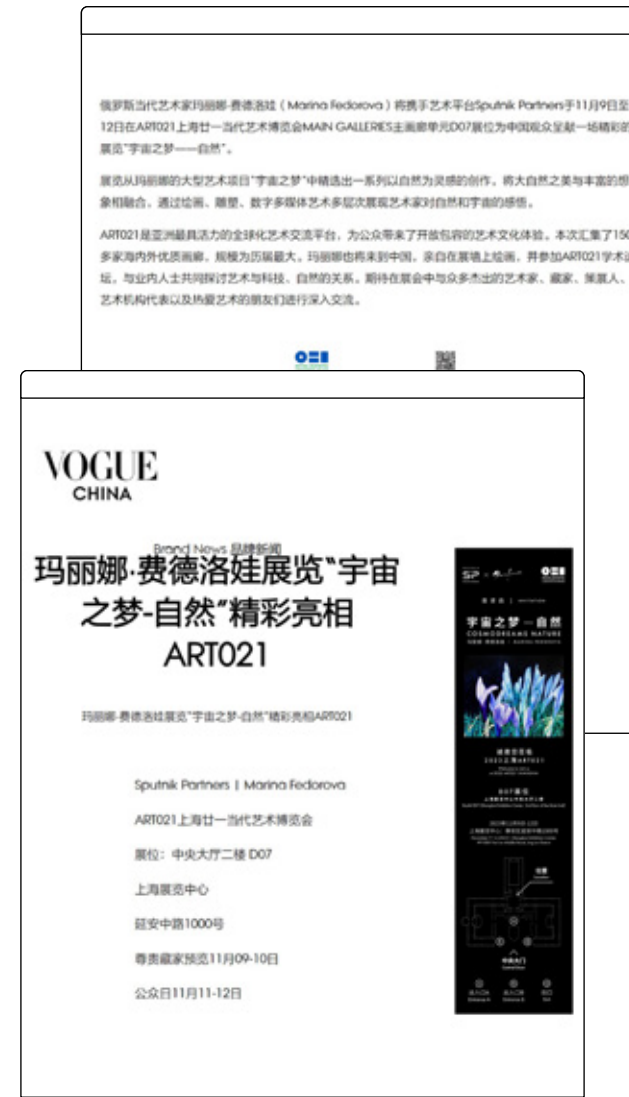 俄罗斯当代艺术家玛丽娜·费德洛娃（Marina Fedorova）将携手艺术平台Sputnik Partners于11月9日至
12日在ART021上海廿一当代艺术博览会MAIN GALLERIES主画廊单元D07展位为中国观众呈献一场精彩的
展览“宇宙之梦——自然”。
展览从玛丽娜的大型艺术项目“宇宙之梦”中精选出一系列以自然为灵感的创作，将大自然之美与丰富的想
象相融合，通过绘画、雕塑、数字多媒体艺术多层次展现艺术家对自然和宇宙的感悟。
ART021是亚洲最具活力的全球化艺术交流平台，为公众带来了开放包容的艺术文化体验。本次汇集了150
多家海内外优质画廊，规模为历届最大。玛丽娜也将来到中国，亲自在展墙上绘画，并参加ART021学术论
坛，与业内人士共同探讨艺术与科技、自然的关系。期待在展会中与众多杰出的艺术家、藏家、策展人、
艺术机构代表以及热爱艺术的朋友们进行深入交流。
VOGUE
CHINA
Brand News 品牌新闻
玛丽娜·费德洛娃展览“宇宙
之梦-自然”精彩亮相
ART021
玛丽娜·费德洛娃展览“宇宙之梦-自然”精彩亮相ART021
Sputnik Partners | Marina Fedorova
ART021上海廿一当代艺术博览会
展位：中央大厅二楼 D07
上海展览中心
延安中路1000号
尊贵藏家预览11月09-10日
公众日11月11-12日
SP
宇宙之梦—自然
COSMODREAMS NATURE
D07展位
中央大门